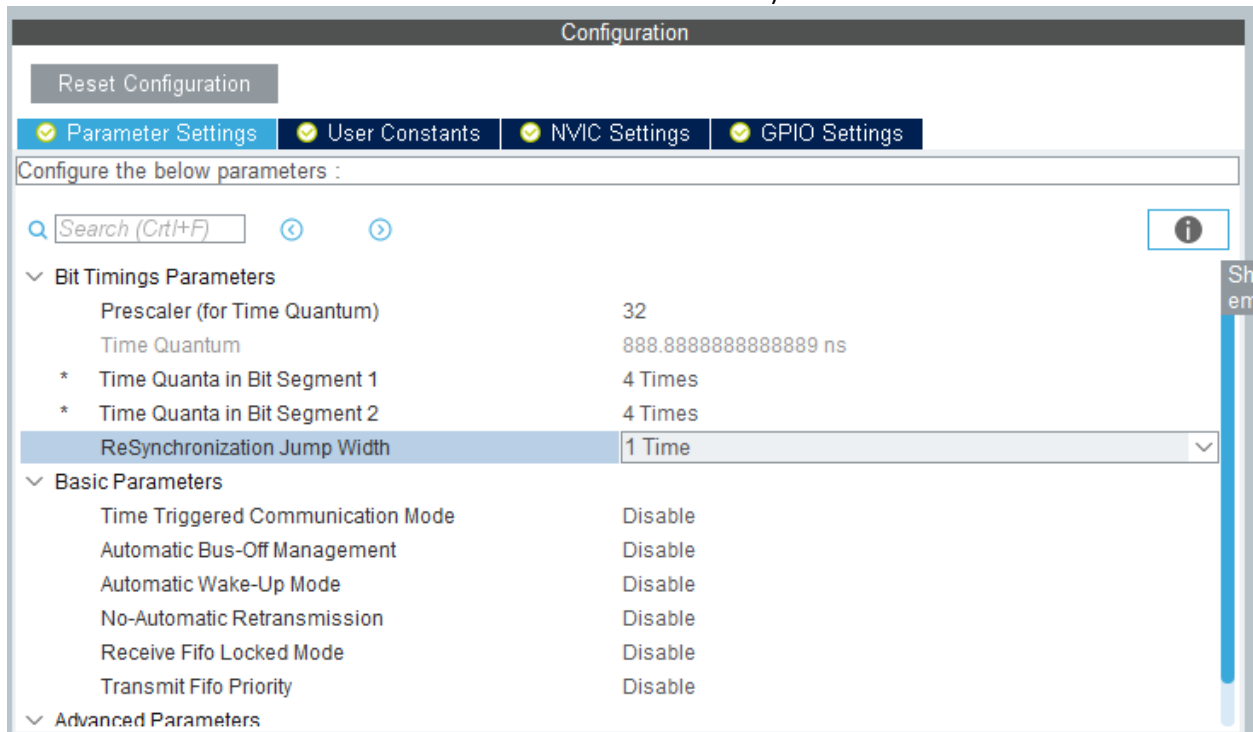 Configuration
Reset Configuration
Parameter Settings User Constants NVIC Settings GPIO Settings
Configure the below parameters :
Search (Crtl+F)
Sh
em
Bit Timings Parameters
Prescaler (for Time Quantum) 32
Time Quantum 888.8888888888889 ns
* Time Quanta in Bit Segment 1 4 Times
* Time Quanta in Bit Segment 2 4 Times
ReSynchronization Jump Width 1 Time
Basic Parameters
Time Triggered Communication Mode Disable
Automatic Bus-Off Management Disable
Automatic Wake-Up Mode Disable
No-Automatic Retransmission Disable
Receive Fifo Locked Mode Disable
Transmit Fifo Priority Disable
Advanced Parameters